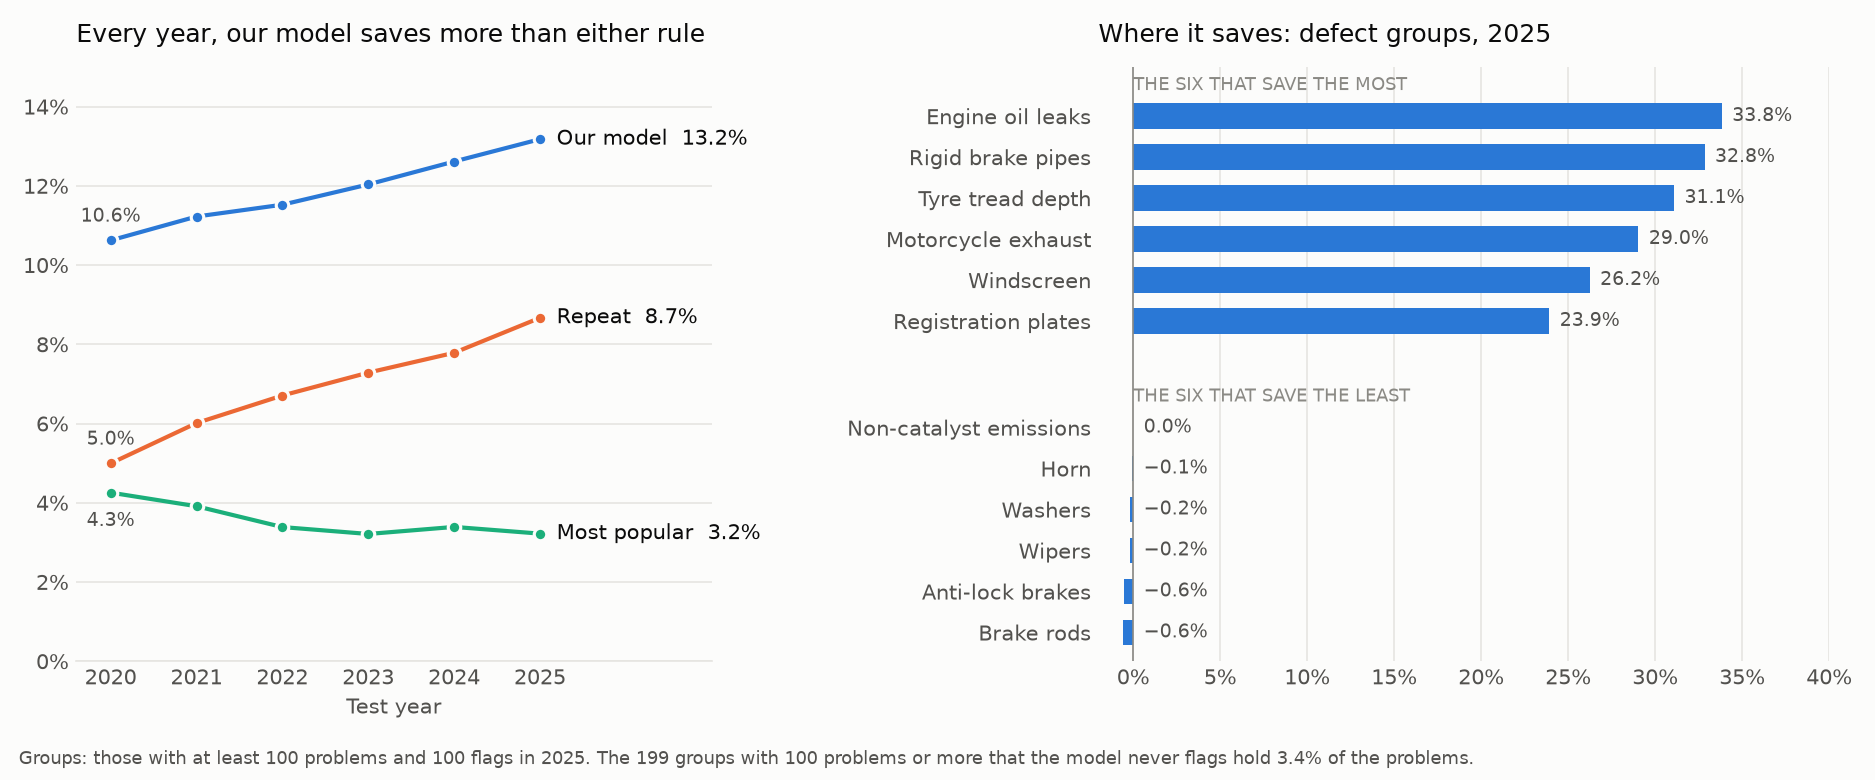 Every year, our model saves more than either rule
14%
12%
10%
8%
6%
4%
2%
0%
10.6%
5.0%
4.3%
Our model 13.2%
Repeat 8.7%
Most popular 3.2%
2020 2021 2022 2023 2024 2025
Test year
Where it saves: defect groups, 2025
THE SIX THAT SAVE THE MOST
Engine oil leaks 33.8%
Rigid brake pipes 32.8%
Tyre tread depth 31.1%
Motorcycle exhaust 29.0%
Windscreen 26.2%
Registration plates 23.9%
THE SIX THAT SAVE THE LEAST
Non-catalyst emissions 0.0%
Horn −0.1%
Washers −0.2%
Wipers −0.2%
Anti-lock brakes −0.6%
Brake rods −0.6%
0% 5% 10% 15% 20% 25% 30% 35% 40%
Groups: those with at least 100 problems and 100 flags in 2025. The 199 groups with 100 problems or more that the model never flags hold 3.4% of the problems.